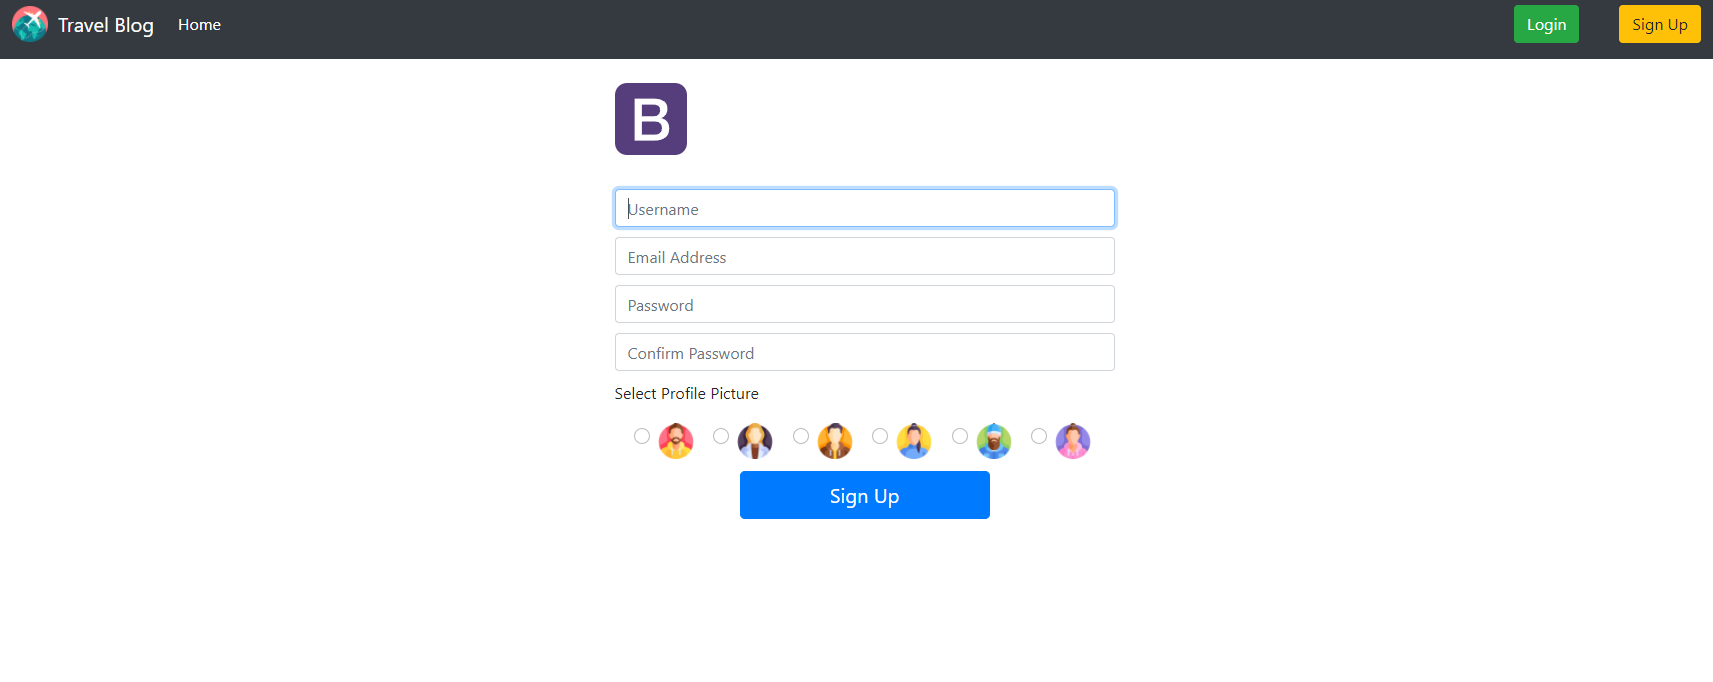 Travel Blog Home Login Sign Up
B
Username
Email Address
Password
Confirm Password
Select Profile Picture
Sign Up